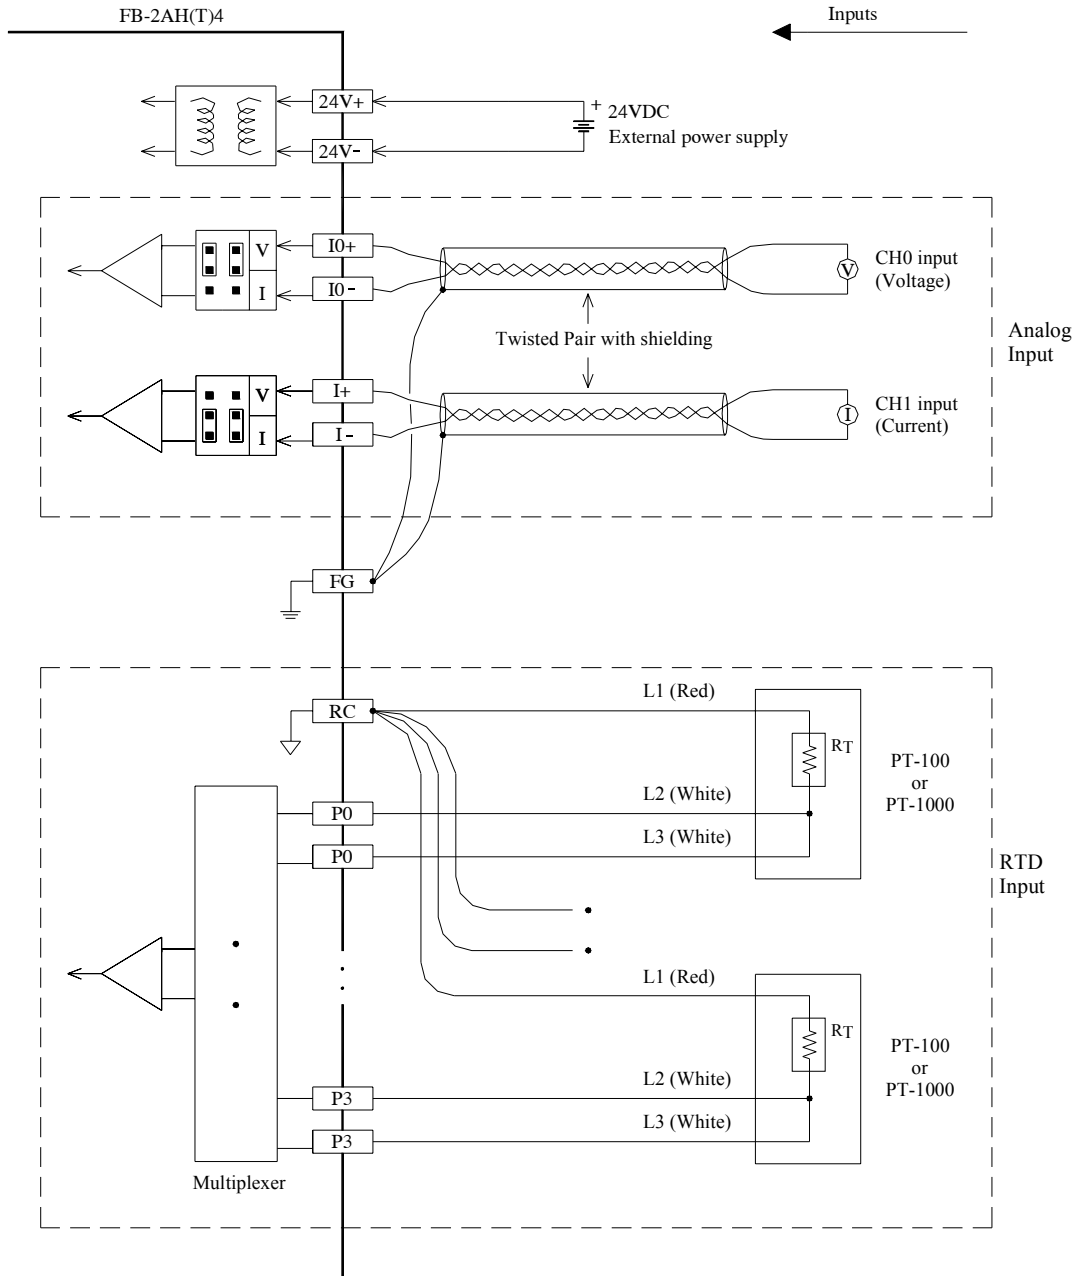 FB-2AH(T)4
Inputs
24V+
24V-
+
24VDC
External power supply
V
I
I0+
I0-
V
CH0 input
(Voltage)
Twisted Pair with shielding
Analog
Input
V
I
I+
I-
I
CH1 input
(Current)
FG
RC
L1 (Red)
RT
PT-100
or
PT-1000
P0
L2 (White)
P0
L3 (White)
RTD
Input
L1 (Red)
RT
PT-100
or
PT-1000
P3
L2 (White)
P3
L3 (White)
Multiplexer